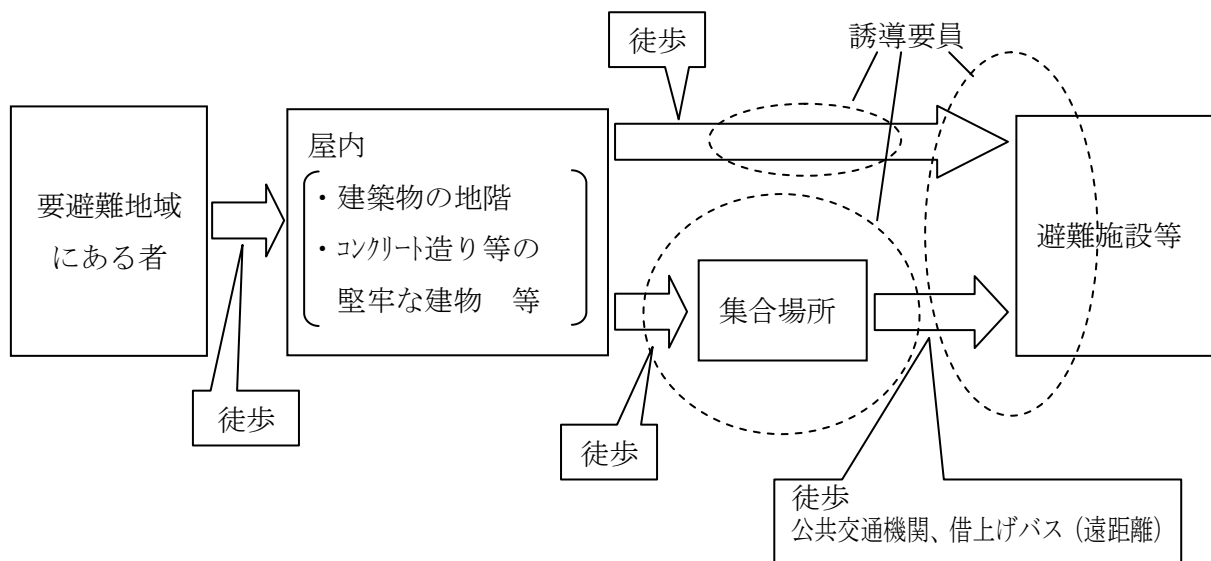 徒歩
誘導要員
要避難地域
にある者
屋内
・建築物の地階
・ｺﾝｸﾘｰﾄ造り等の
堅牢な建物　等
避難施設等
集合場所
徒歩
徒歩
徒歩
公共交通機関、借上げバス（遠距離）